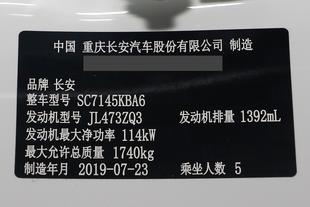 中国 重庆长安汽车股份有限公司 制造
品牌 长安
整车型号 SC7145KBA6
发动机型号 JL473ZQ3 发动机排量 1392mL
发动机最大净功率 114kW
最大允许总质量 1740kg
制造年月 2019-07-23 乘坐人数 5